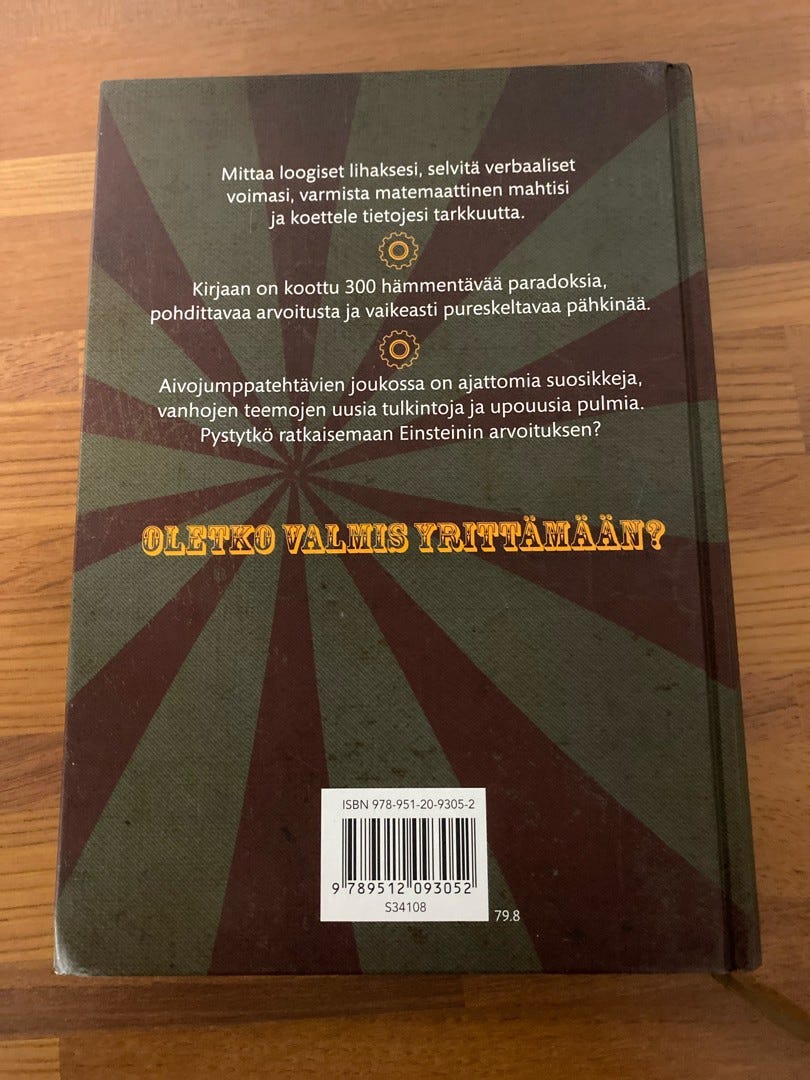 Mittaa loogiset lihaksesi, selvitä verbaaliset
voimasi, varmista matemaattinen mahtisi
ja koettele tietojesi tarkkuutta.
Kirjaan on koottu 300 hämmentävää paradoksia,
pohdittavaa arvoitusta ja vaikeasti pureskeltavaa pähkinää.
Aivojumppatehtävien joukossa on ajattomia suosikkeja,
vanhojen teemojen uusia tulkintoja ja upouusia pulmia.
Pystytkö ratkaisemaan Einsteinin arvoituksen?
OLETKO VALMIS YRITTÄMÄÄN?
ISBN 978-951-20-9305-2
9 789512 093052
S34108
79.8